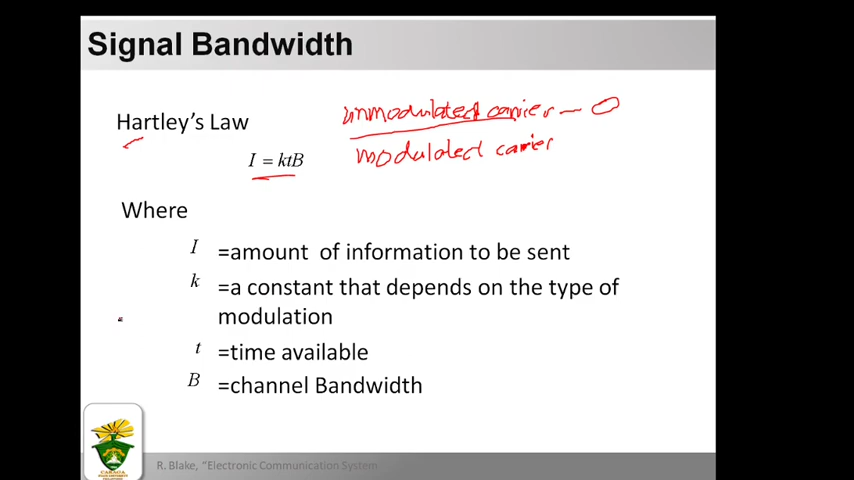 Signal Bandwidth
Hartley's Law
unmodulated carrier — 0
I = ktB
modulated carrier
Where
I =amount of information to be sent
k =a constant that depends on the type of
modulation
t =time available
B =channel Bandwidth
CARAGA
R. Blake, "Electronic Communication System